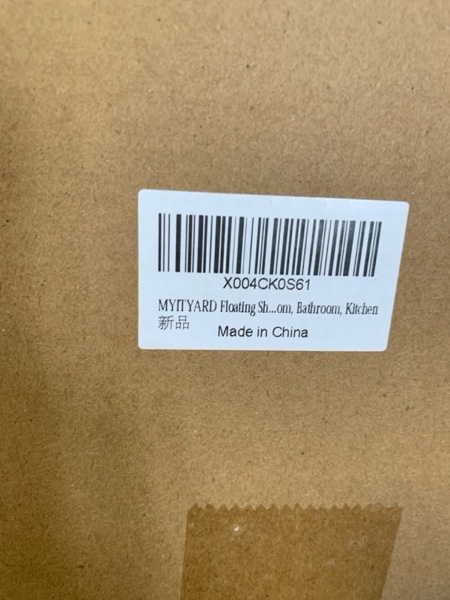 X004CK0S61
MYITYARD Floating Sh...om, Bathroom, Kitchen
新品
Made in China